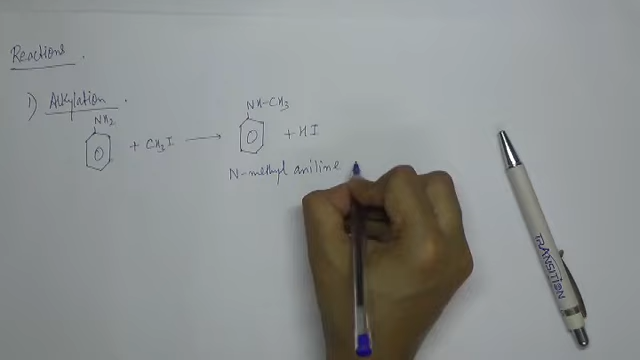 Reactions.
1) Alkylation.
NH2 NH-CH3
+ CH3I → + HI
N-methyl aniline
TRANSITION